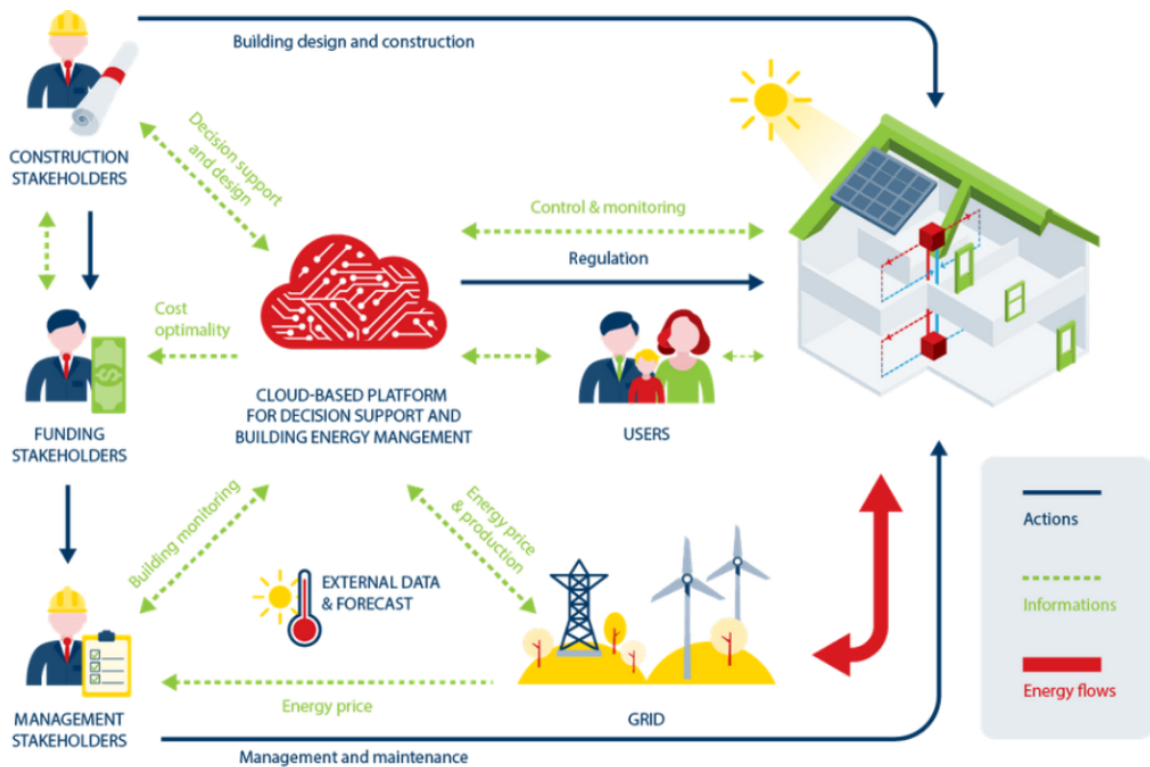 Building design and construction
CONSTRUCTION
STAKEHOLDERS
Decision support
and design
Control & monitoring
Regulation
Cost
optimality
CLOUD-BASED PLATFORM
FOR DECISION SUPPORT AND
BUILDING ENERGY MANGEMENT
USERS
FUNDING
STAKEHOLDERS
Building monitoring
Energy price
& production
EXTERNAL DATA
& FORECAST
Actions
Informations
Energy flows
Energy price
GRID
MANAGEMENT
STAKEHOLDERS
Management and maintenance